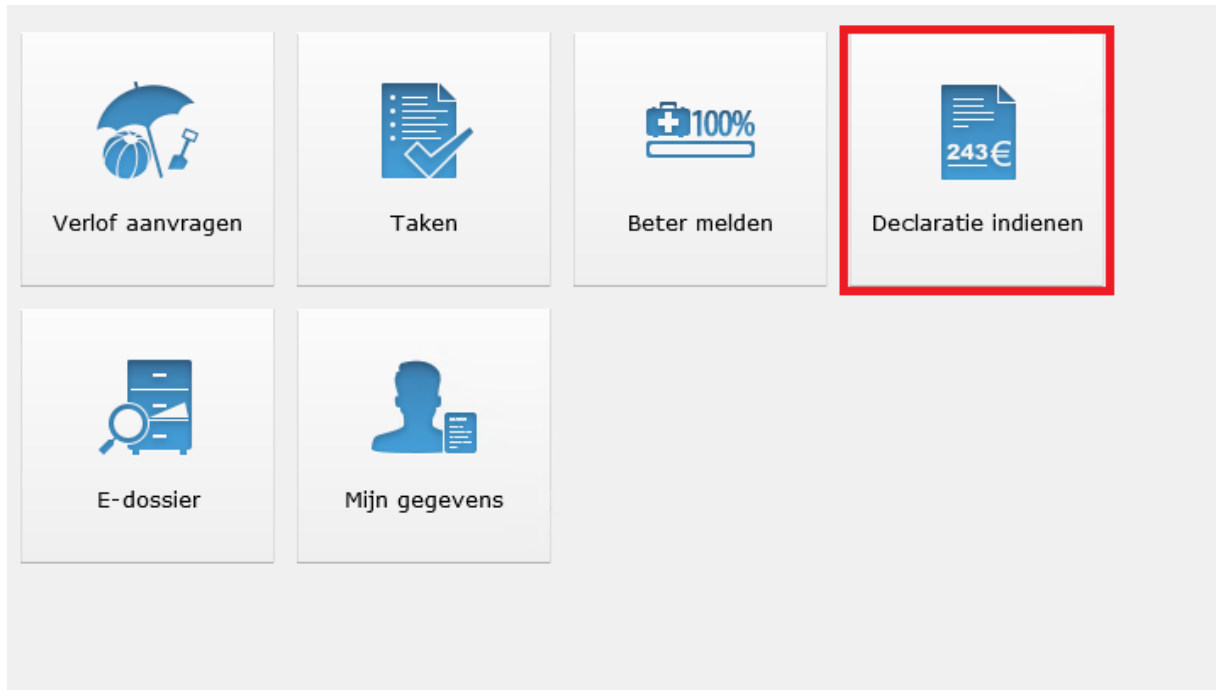 100%
243€
Verlof aanvragen
Taken
Beter melden
Declaratie indienen
E-dossier
Mijn gegevens